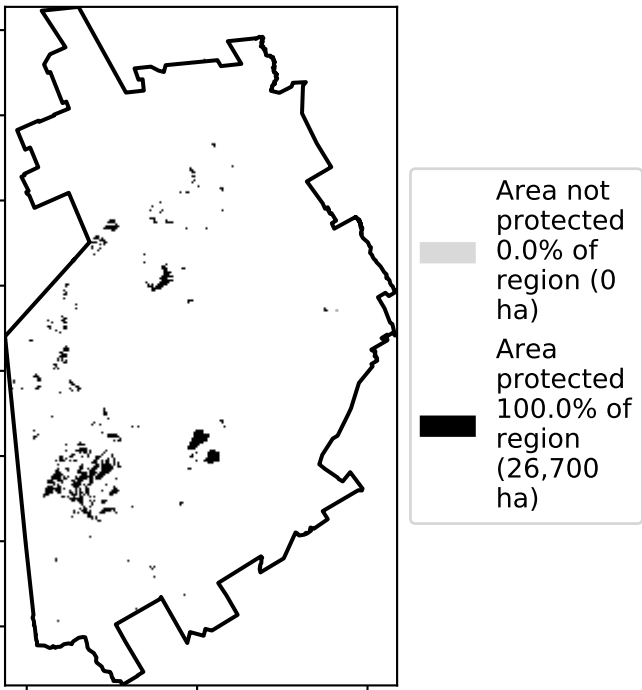 Area not
protected
0.0% of
region (0
ha)
Area
protected
100.0% of
region
(26,700
ha)